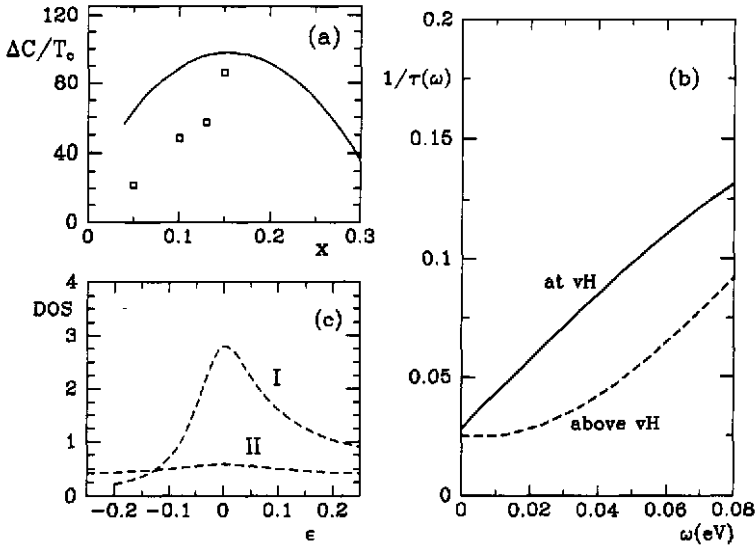 120
ΔC/T_c
(a)
80
40
0
0
0.1
0.2
x
0.3
4
DOS
(c)
3
I
2
1
II
0
-0.2
-0.1
0
0.1
0.2
ε
0.2
1/τ(ω)
(b)
0.15
at vH
0.1
0.05
above vH
0
0
0.02
0.04
0.06
0.08
ω(eV)